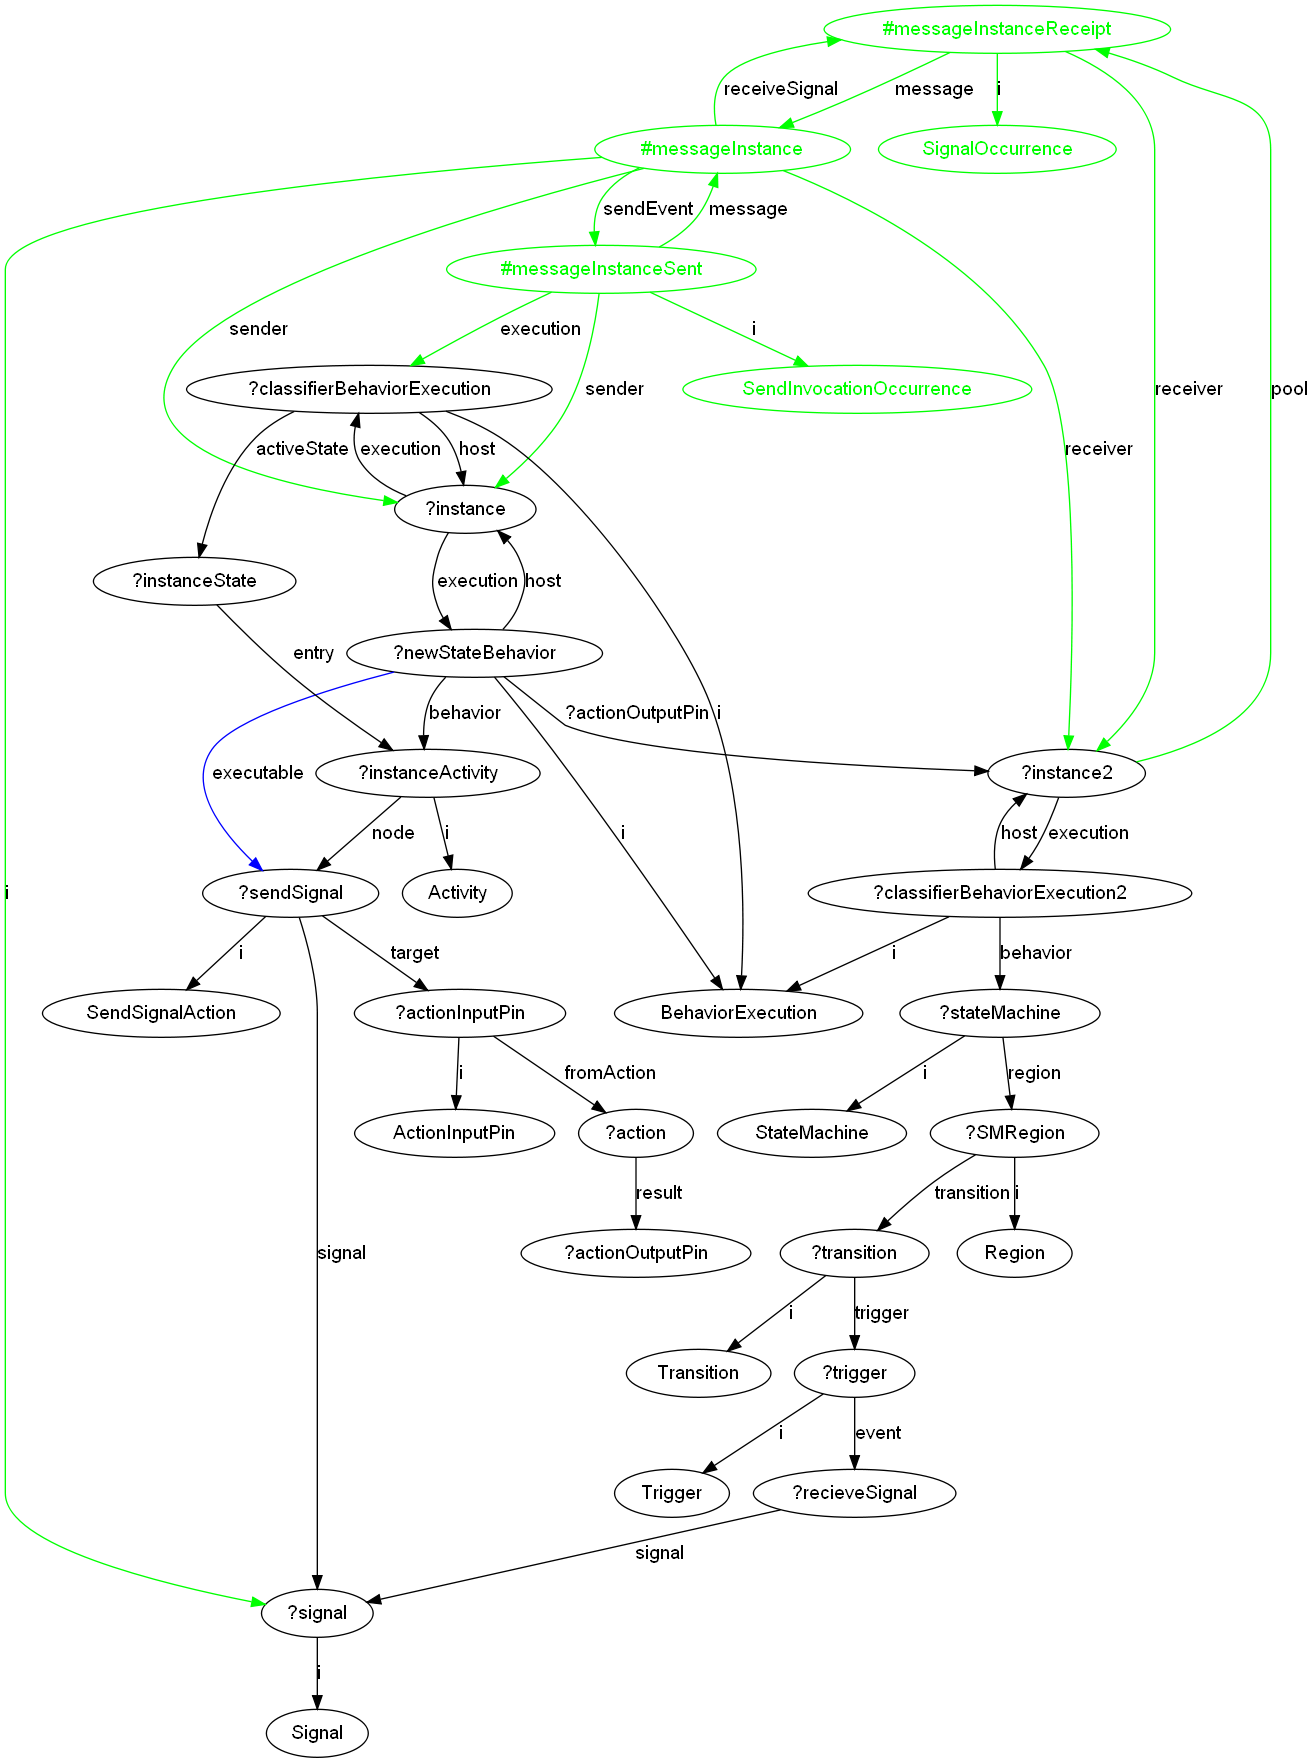 #messageInstanceReceipt
receiveSignal
message
i
#messageInstance
SignalOccurrence
sendEvent
message
#messageInstanceSent
sender
execution
i
?classifierBehaviorExecution
sender
SendInvocationOccurrence
receiver
pool
activeState
execution
host
receiver
?instance
?instanceState
execution
host
entry
?newStateBehavior
behavior
?actionOutputPin
i
executable
?instanceActivity
?instance2
node
i
i
host
execution
i
?sendSignal
Activity
?classifierBehaviorExecution2
i
target
i
behavior
SendSignalAction
?actionInputPin
BehaviorExecution
?stateMachine
i
fromAction
i
region
ActionInputPin
?action
StateMachine
?SMRegion
result
transition
i
signal
?actionOutputPin
?transition
Region
i
trigger
Transition
?trigger
i
event
Trigger
?recieveSignal
signal
?signal
i
Signal